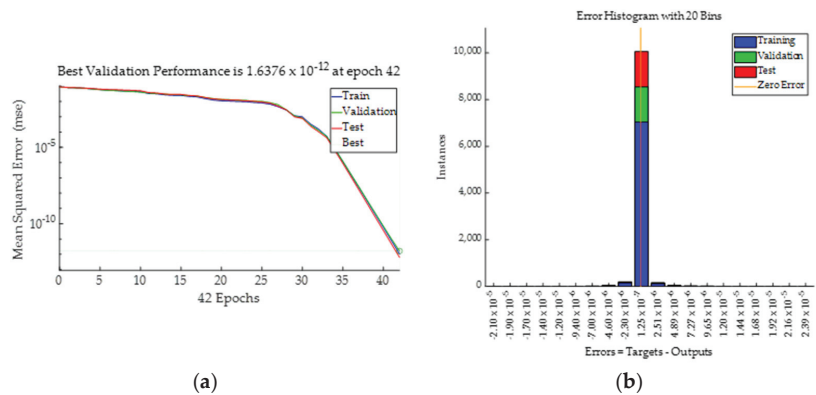 Best Validation Performance is 1.6376 x 10-12 at epoch 42
Train
Validation
Test
Best
Mean Squared Error (mse)
10-5
10-10
0 5 10 15 20 25 30 35 40
42 Epochs
(a)
Error Histogram with 20 Bins
Training
Validation
Test
Zero Error
Instances
10,000
8,000
6,000
4,000
2,000
0
-2.10 x 10-5
-1.90 x 10-5
-1.70 x 10-5
-1.40 x 10-5
-1.20 x 10-5
-9.40 x 10-6
-7.00 x 10-6
-4.60 x 10-6
-2.30 x 10-6
1.25 x 10-7
2.51 x 10-6
4.89 x 10-6
7.27 x 10-6
9.65 x 10-6
1.20 x 10-5
1.44 x 10-5
1.68 x 10-5
1.92 x 10-5
2.16 x 10-5
2.39 x 10-5
Errors = Targets - Outputs
(b)